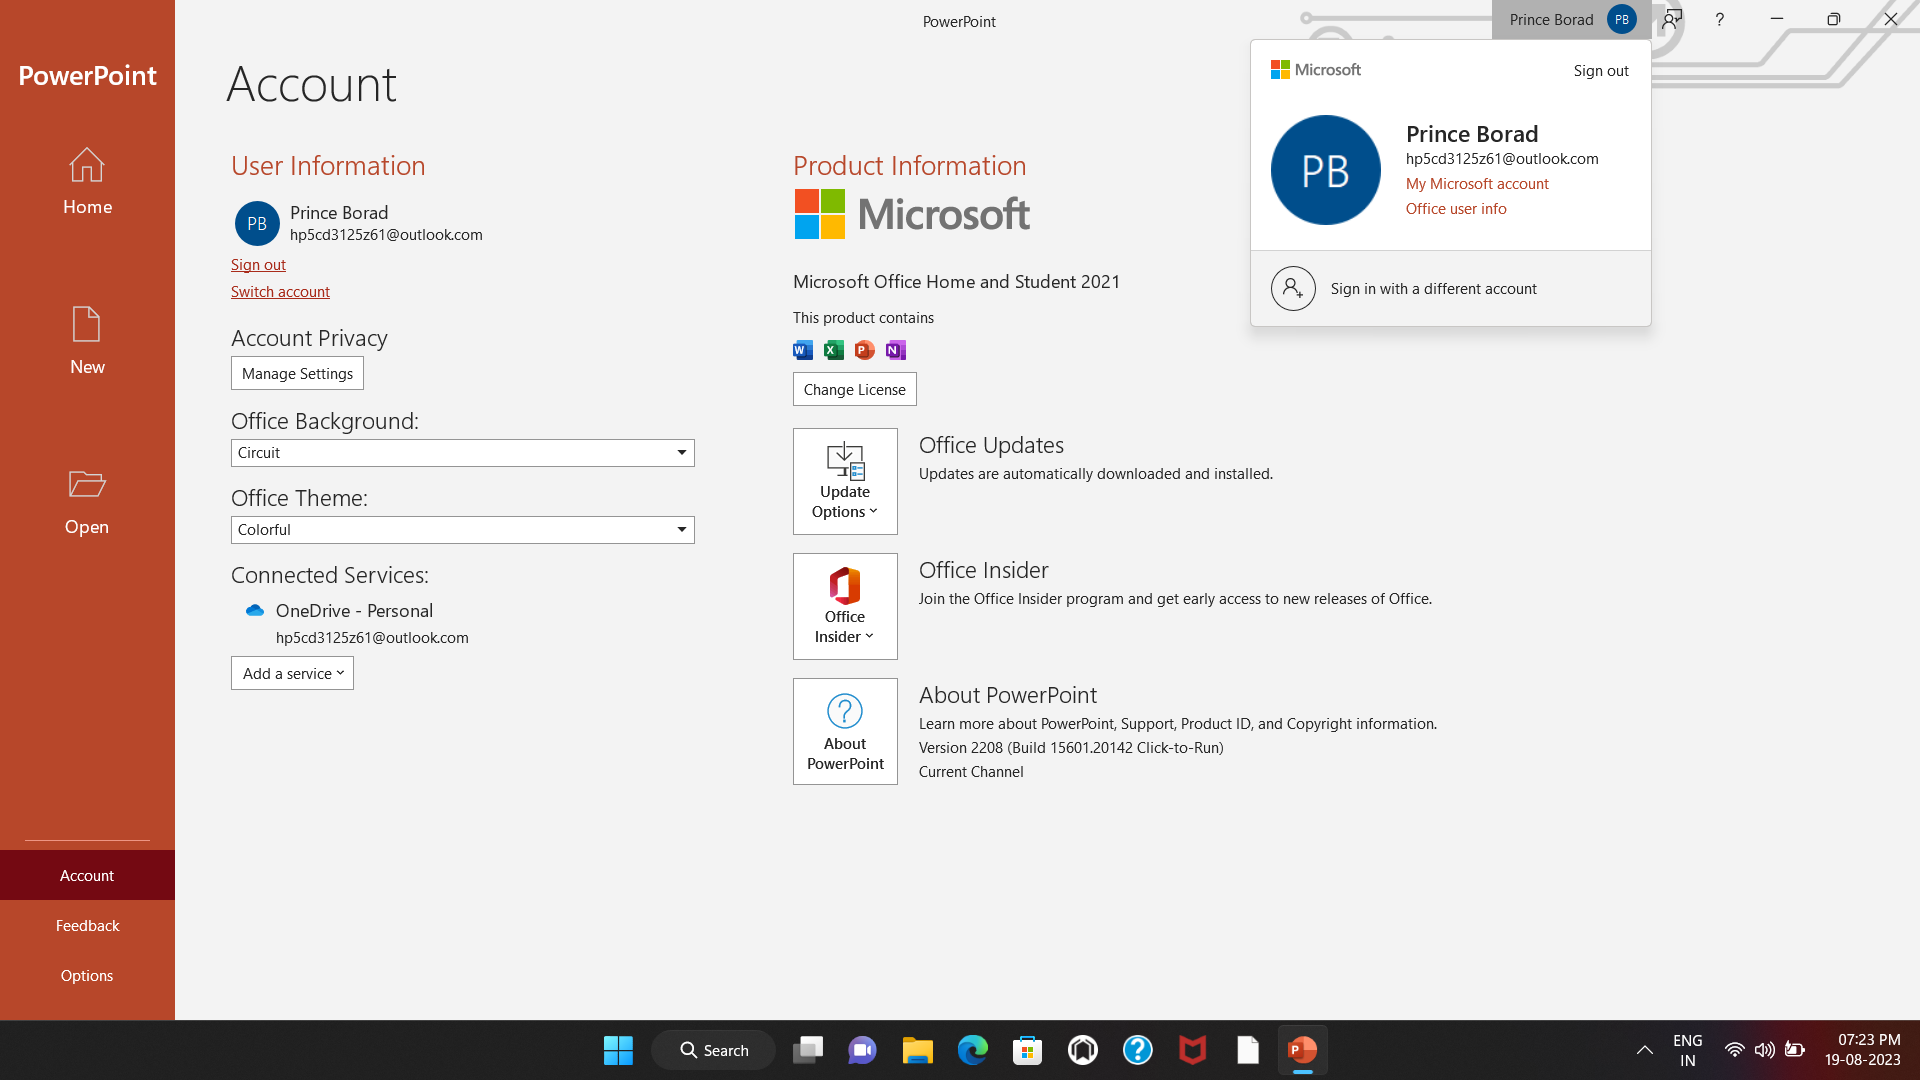 PowerPoint
Prince Borad PB ?
PowerPoint
Home
New
Open
Account
Feedback
Options
Account
User Information
PB
Prince Borad
hp5cd3125z61@outlook.com
Sign out
Switch account
Account Privacy
Manage Settings
Office Background:
Circuit
Office Theme:
Colorful
Connected Services:
OneDrive - Personal
hp5cd3125z61@outlook.com
Add a service
Product Information
Microsoft
Microsoft Office Home and Student 2021
This product contains
W X P N
Change License
Update
Options
Office Updates
Updates are automatically downloaded and installed.
Office
Insider
Office Insider
Join the Office Insider program and get early access to new releases of Office.
?
About
PowerPoint
About PowerPoint
Learn more about PowerPoint, Support, Product ID, and Copyright information.
Version 2208 (Build 15601.20142 Click-to-Run)
Current Channel
Microsoft
Sign out
PB
Prince Borad
hp5cd3125z61@outlook.com
My Microsoft account
Office user info
Sign in with a different account
Search
?
P
ENG
IN
07:23 PM
19-08-2023